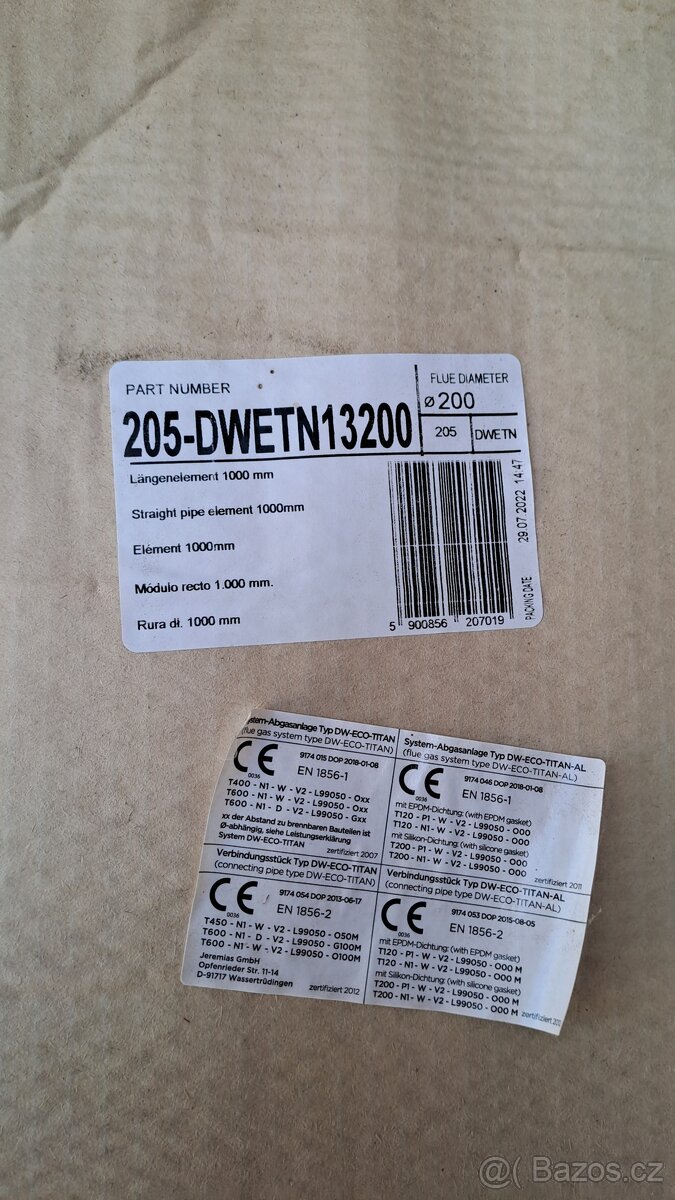 PART NUMBER
205-DWETN13200
FLUE DIAMETER
ø 200
205 DWETN
Längenelement 1000 mm
Straight pipe element 1000mm
Elément 1000mm
Módulo recto 1.000 mm.
Rura dł. 1000 mm
5 900856 207019
PACKING DATE 29.07.2022 14:47
System-Abgasanlage Typ DW-ECO-TITAN
(flue gas system type DW-ECO-TITAN)
CE
0036
9174 015 DOP 2018-01-08
EN 1856-1
T400 - N1 - W - V2 - L99050 - Oxx
T600 - N1 - W - V2 - L99050 - Oxx
T600 - N1 - D - V2 - L99050 - Gxx
xx der Abstand zu brennbaren Bauteilen ist
Ø-abhängig, siehe Leistungserklärung
System DW-ECO-TITAN
zertifiziert 2007
System-Abgasanlage Typ DW-ECO-TITAN-AL
(flue gas system type DW-ECO-TITAN-AL)
CE
0036
9174 046 DOP 2018-01-08
EN 1856-1
mit EPDM-Dichtung: (with EPDM gasket)
T120 - P1 - W - V2 - L99050 - O00
T120 - N1 - W - V2 - L99050 - O00
mit Silikon-Dichtung: (with silicone gasket)
T200 - P1 - W - V2 - L99050 - O00
T200 - N1 - W - V2 - L99050 - O00
zertifiziert 2011
Verbindungsstück Typ DW-ECO-TITAN
(connecting pipe type DW-ECO-TITAN)
CE
0036
9174 054 DOP 2013-06-17
EN 1856-2
T450 - N1 - W - V2 - L99050 - O50M
T600 - N1 - D - V2 - L99050 - G100M
T600 - N1 - W - V2 - L99050 - O100M
Jeremias GmbH
Opfenrieder Str. 11-14
D-91717 Wassertrüdingen
zertifiziert 2012
Verbindungsstück Typ DW-ECO-TITAN-AL
(connecting pipe type DW-ECO-TITAN-AL)
CE
0036
9174 053 DOP 2015-08-05
EN 1856-2
mit EPDM-Dichtung: (with EPDM gasket)
T120 - P1 - W - V2 - L99050 - O00 M
T120 - N1 - W - V2 - L99050 - O00 M
mit Silikon-Dichtung: (with silicone gasket)
T200 - P1 - W - V2 - L99050 - O00 M
T200 - N1 - W - V2 - L99050 - O00 M
zertifiziert
@( Bazos.cz